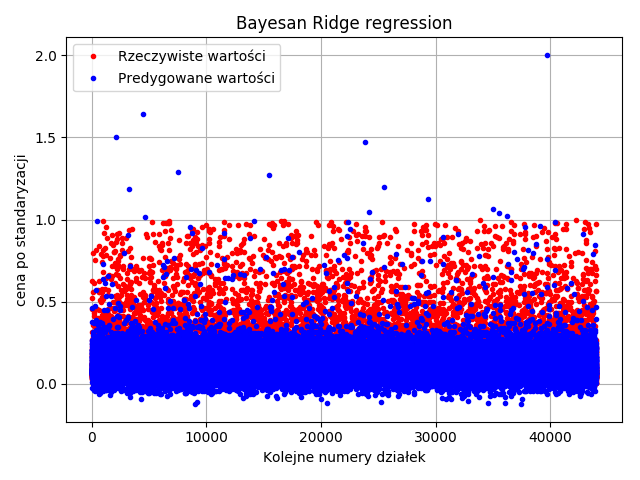 Bayesan Ridge regression
Rzeczywiste wartości
Predygowane wartości
2.0
1.5
1.0
0.5
0.0
cena po standaryzacji
0 10000 20000 30000 40000
Kolejne numery działek